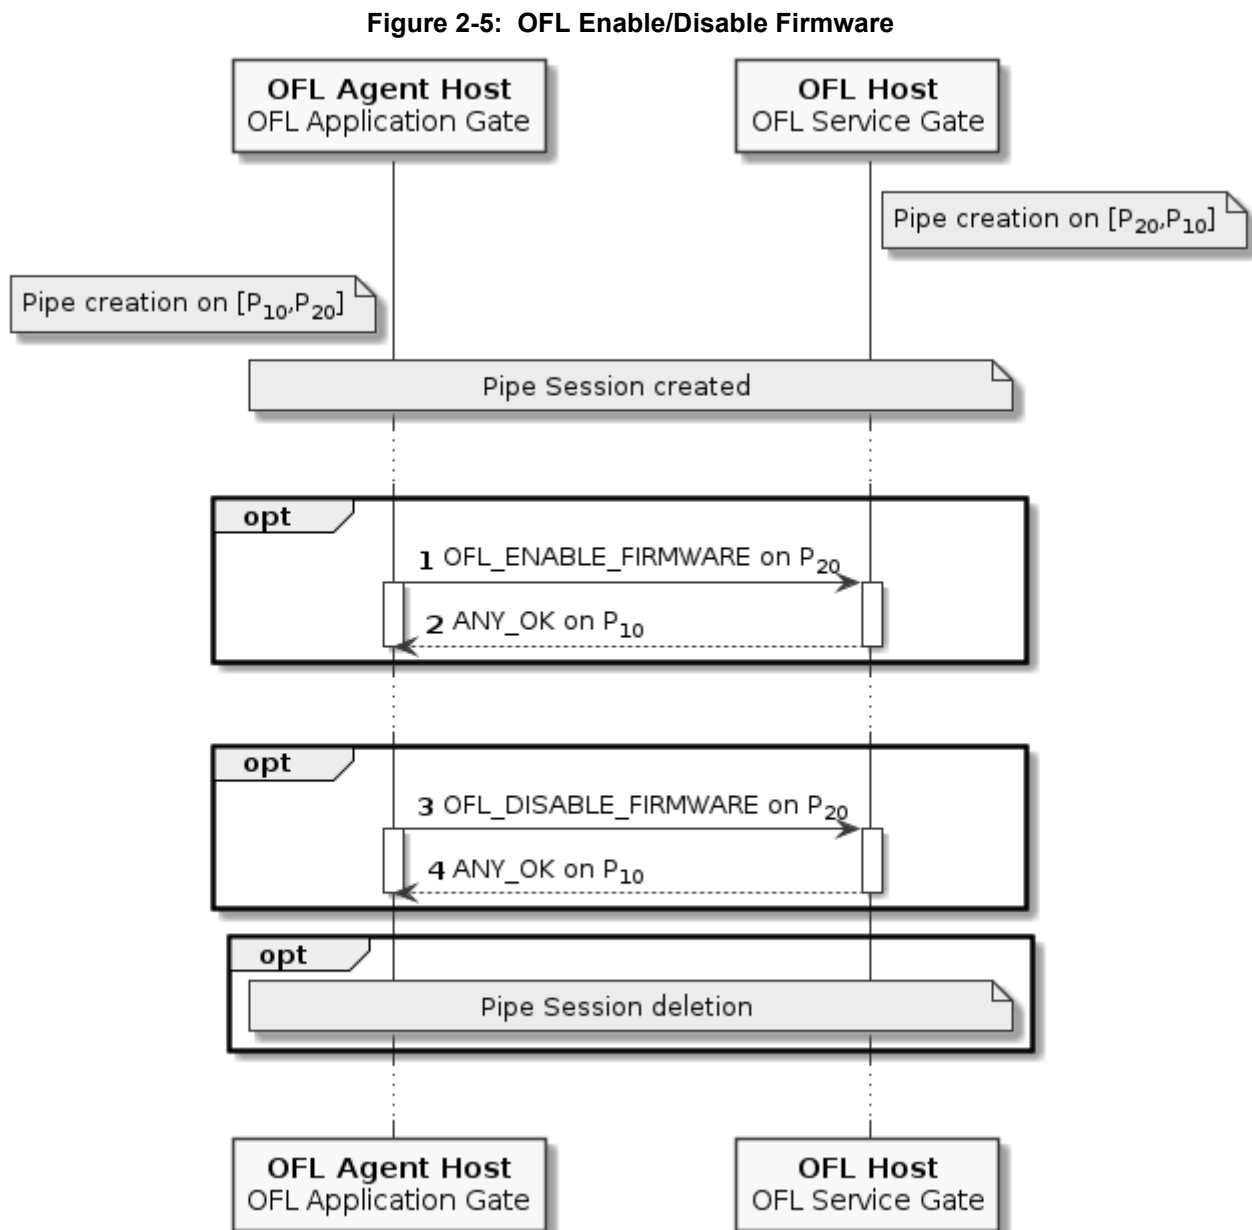 Figure 2-5:  OFL Enable/Disable Firmware
OFL Agent Host
OFL Application Gate
OFL Host
OFL Service Gate
Pipe creation on [P20,P10]
Pipe creation on [P10,P20]
Pipe Session created
opt
1 OFL_ENABLE_FIRMWARE on P20
2 ANY_OK on P10
opt
3 OFL_DISABLE_FIRMWARE on P20
4 ANY_OK on P10
opt
Pipe Session deletion
OFL Agent Host
OFL Application Gate
OFL Host
OFL Service Gate